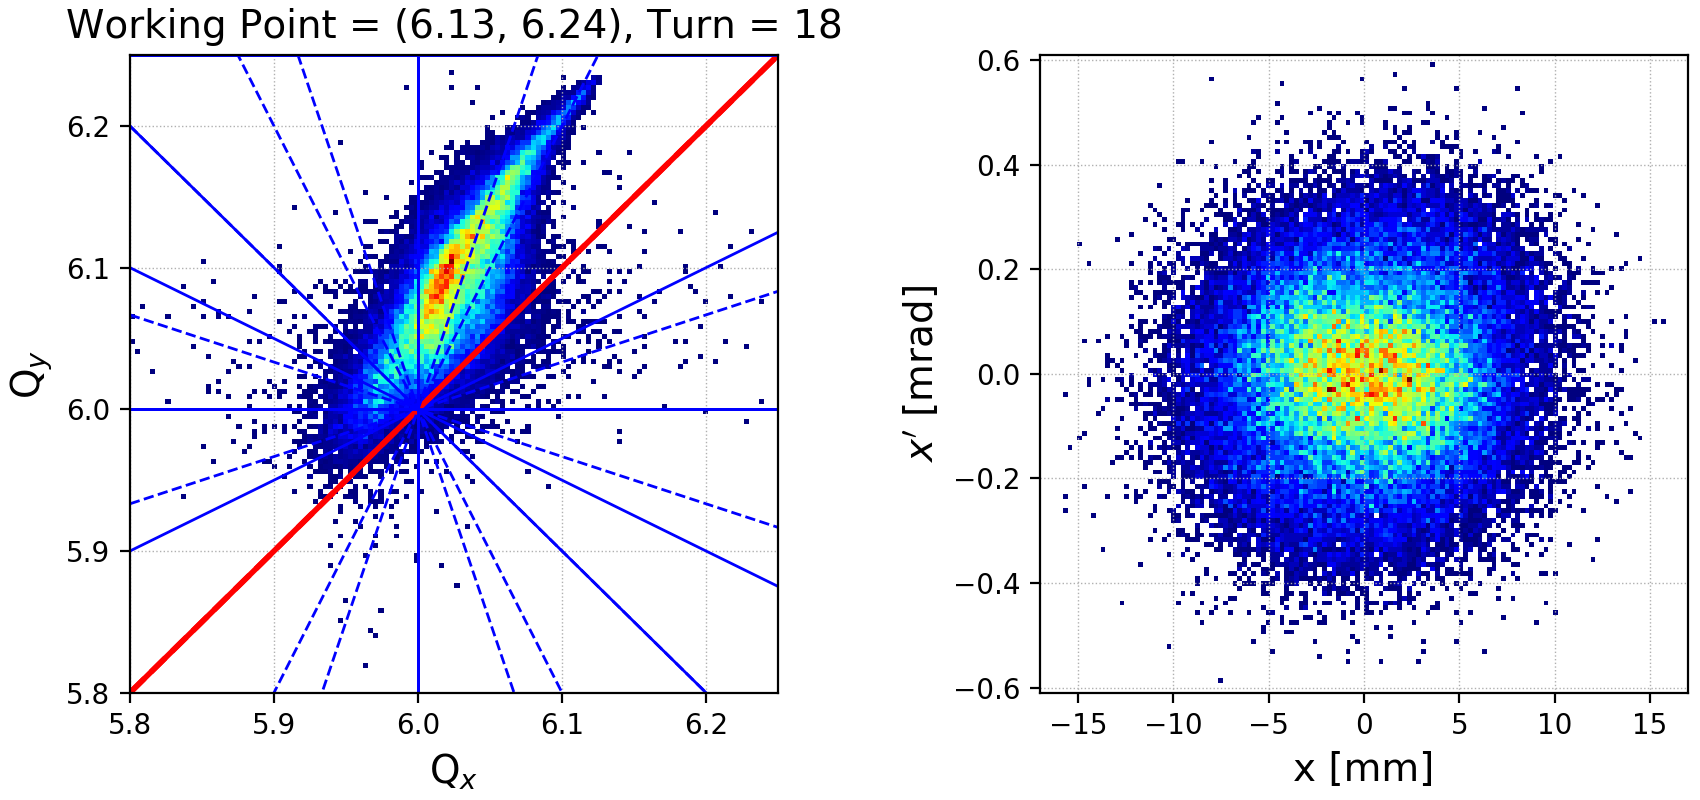 Working Point = (6.13, 6.24), Turn = 18
6.2
6.1
6.0
5.9
5.8
Q_y
5.8 5.9 6.0 6.1 6.2
Q_x
0.6
0.4
0.2
0.0
−0.2
−0.4
−0.6
x′ [mrad]
−15 −10 −5 0 5 10 15
x [mm]